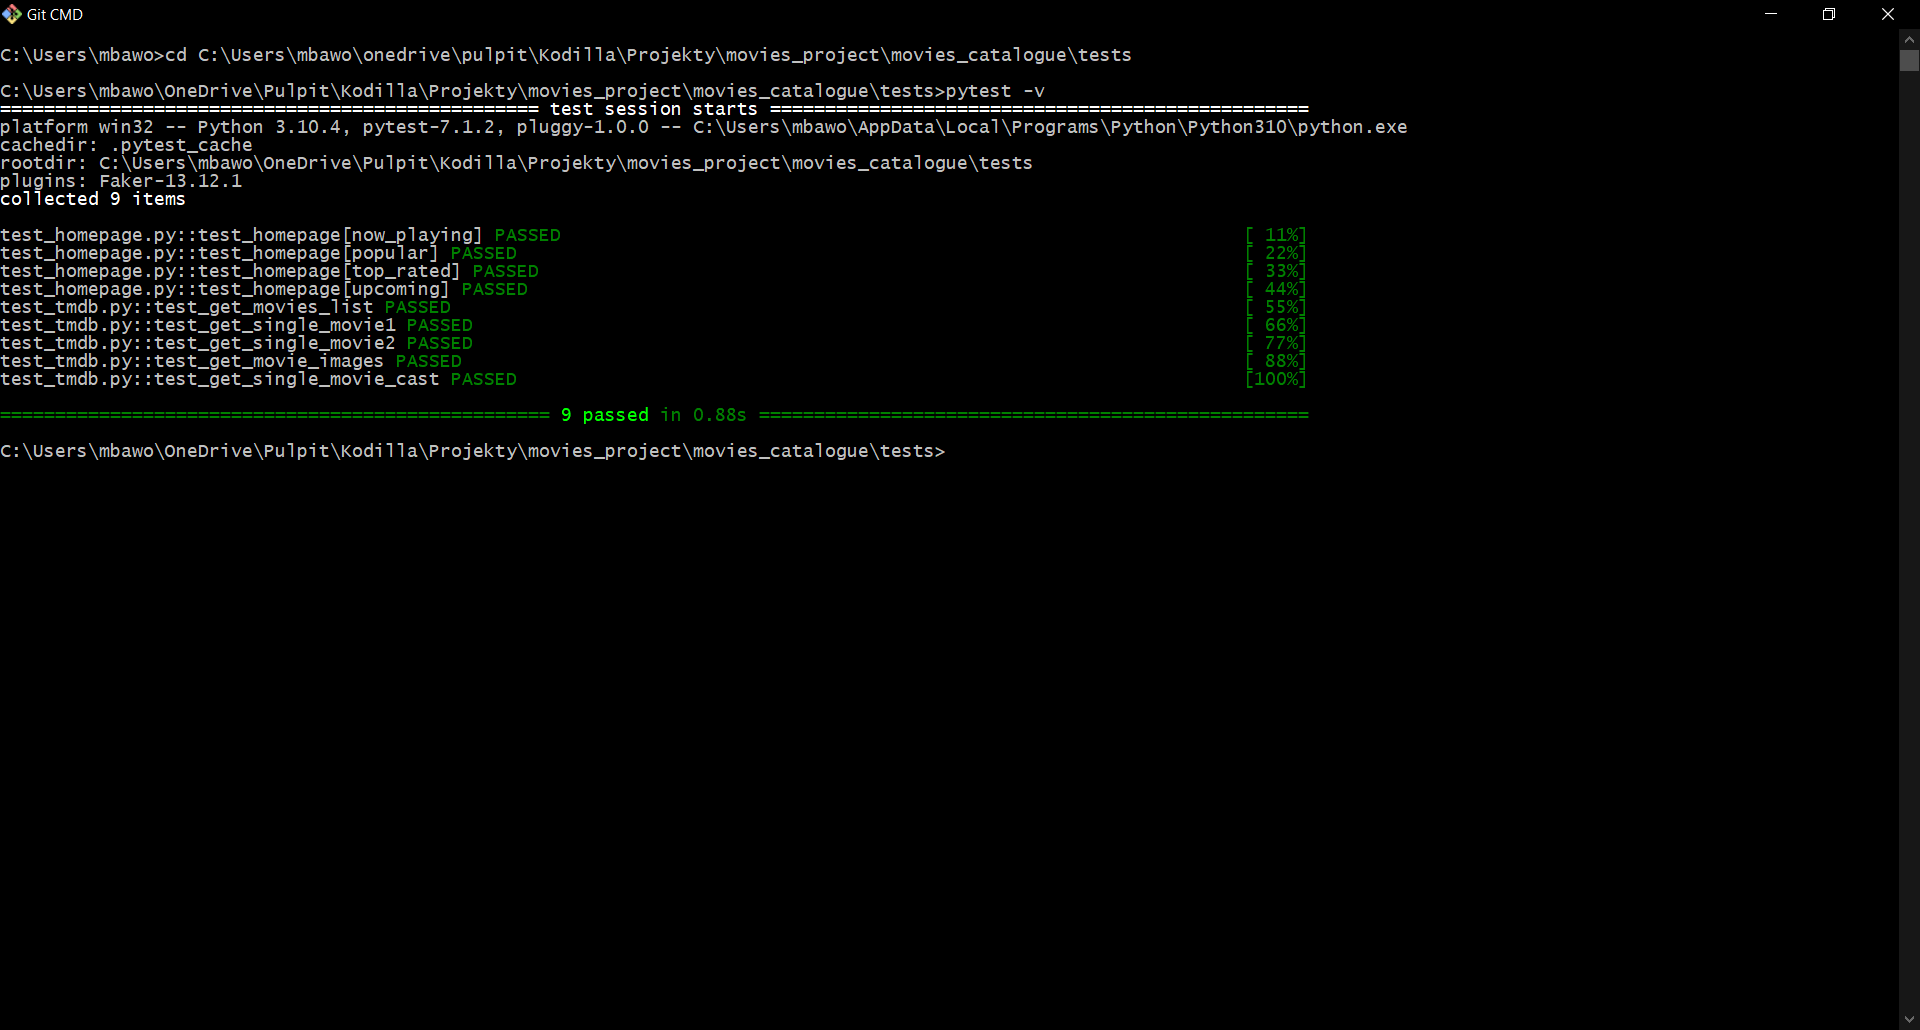 Git CMD
C:\Users\mbawo>cd C:\Users\mbawo\onedrive\pulpit\Kodilla\Projekty\movies_project\movies_catalogue\tests
C:\Users\mbawo\OneDrive\Pulpit\Kodilla\Projekty\movies_project\movies_catalogue\tests>pytest -v
================================================= test session starts =================================================
platform win32 -- Python 3.10.4, pytest-7.1.2, pluggy-1.0.0 -- C:\Users\mbawo\AppData\Local\Programs\Python\Python310\python.exe
cachedir: .pytest_cache
rootdir: C:\Users\mbawo\OneDrive\Pulpit\Kodilla\Projekty\movies_project\movies_catalogue\tests
plugins: Faker-13.12.1
collected 9 items
test_homepage.py::test_homepage[now_playing] PASSED [ 11%]
test_homepage.py::test_homepage[popular] PASSED [ 22%]
test_homepage.py::test_homepage[top_rated] PASSED [ 33%]
test_homepage.py::test_homepage[upcoming] PASSED [ 44%]
test_tmdb.py::test_get_movies_list PASSED [ 55%]
test_tmdb.py::test_get_single_movie1 PASSED [ 66%]
test_tmdb.py::test_get_single_movie2 PASSED [ 77%]
test_tmdb.py::test_get_movie_images PASSED [ 88%]
test_tmdb.py::test_get_single_movie_cast PASSED [100%]
================================================== 9 passed in 0.88s ==================================================
C:\Users\mbawo\OneDrive\Pulpit\Kodilla\Projekty\movies_project\movies_catalogue\tests>